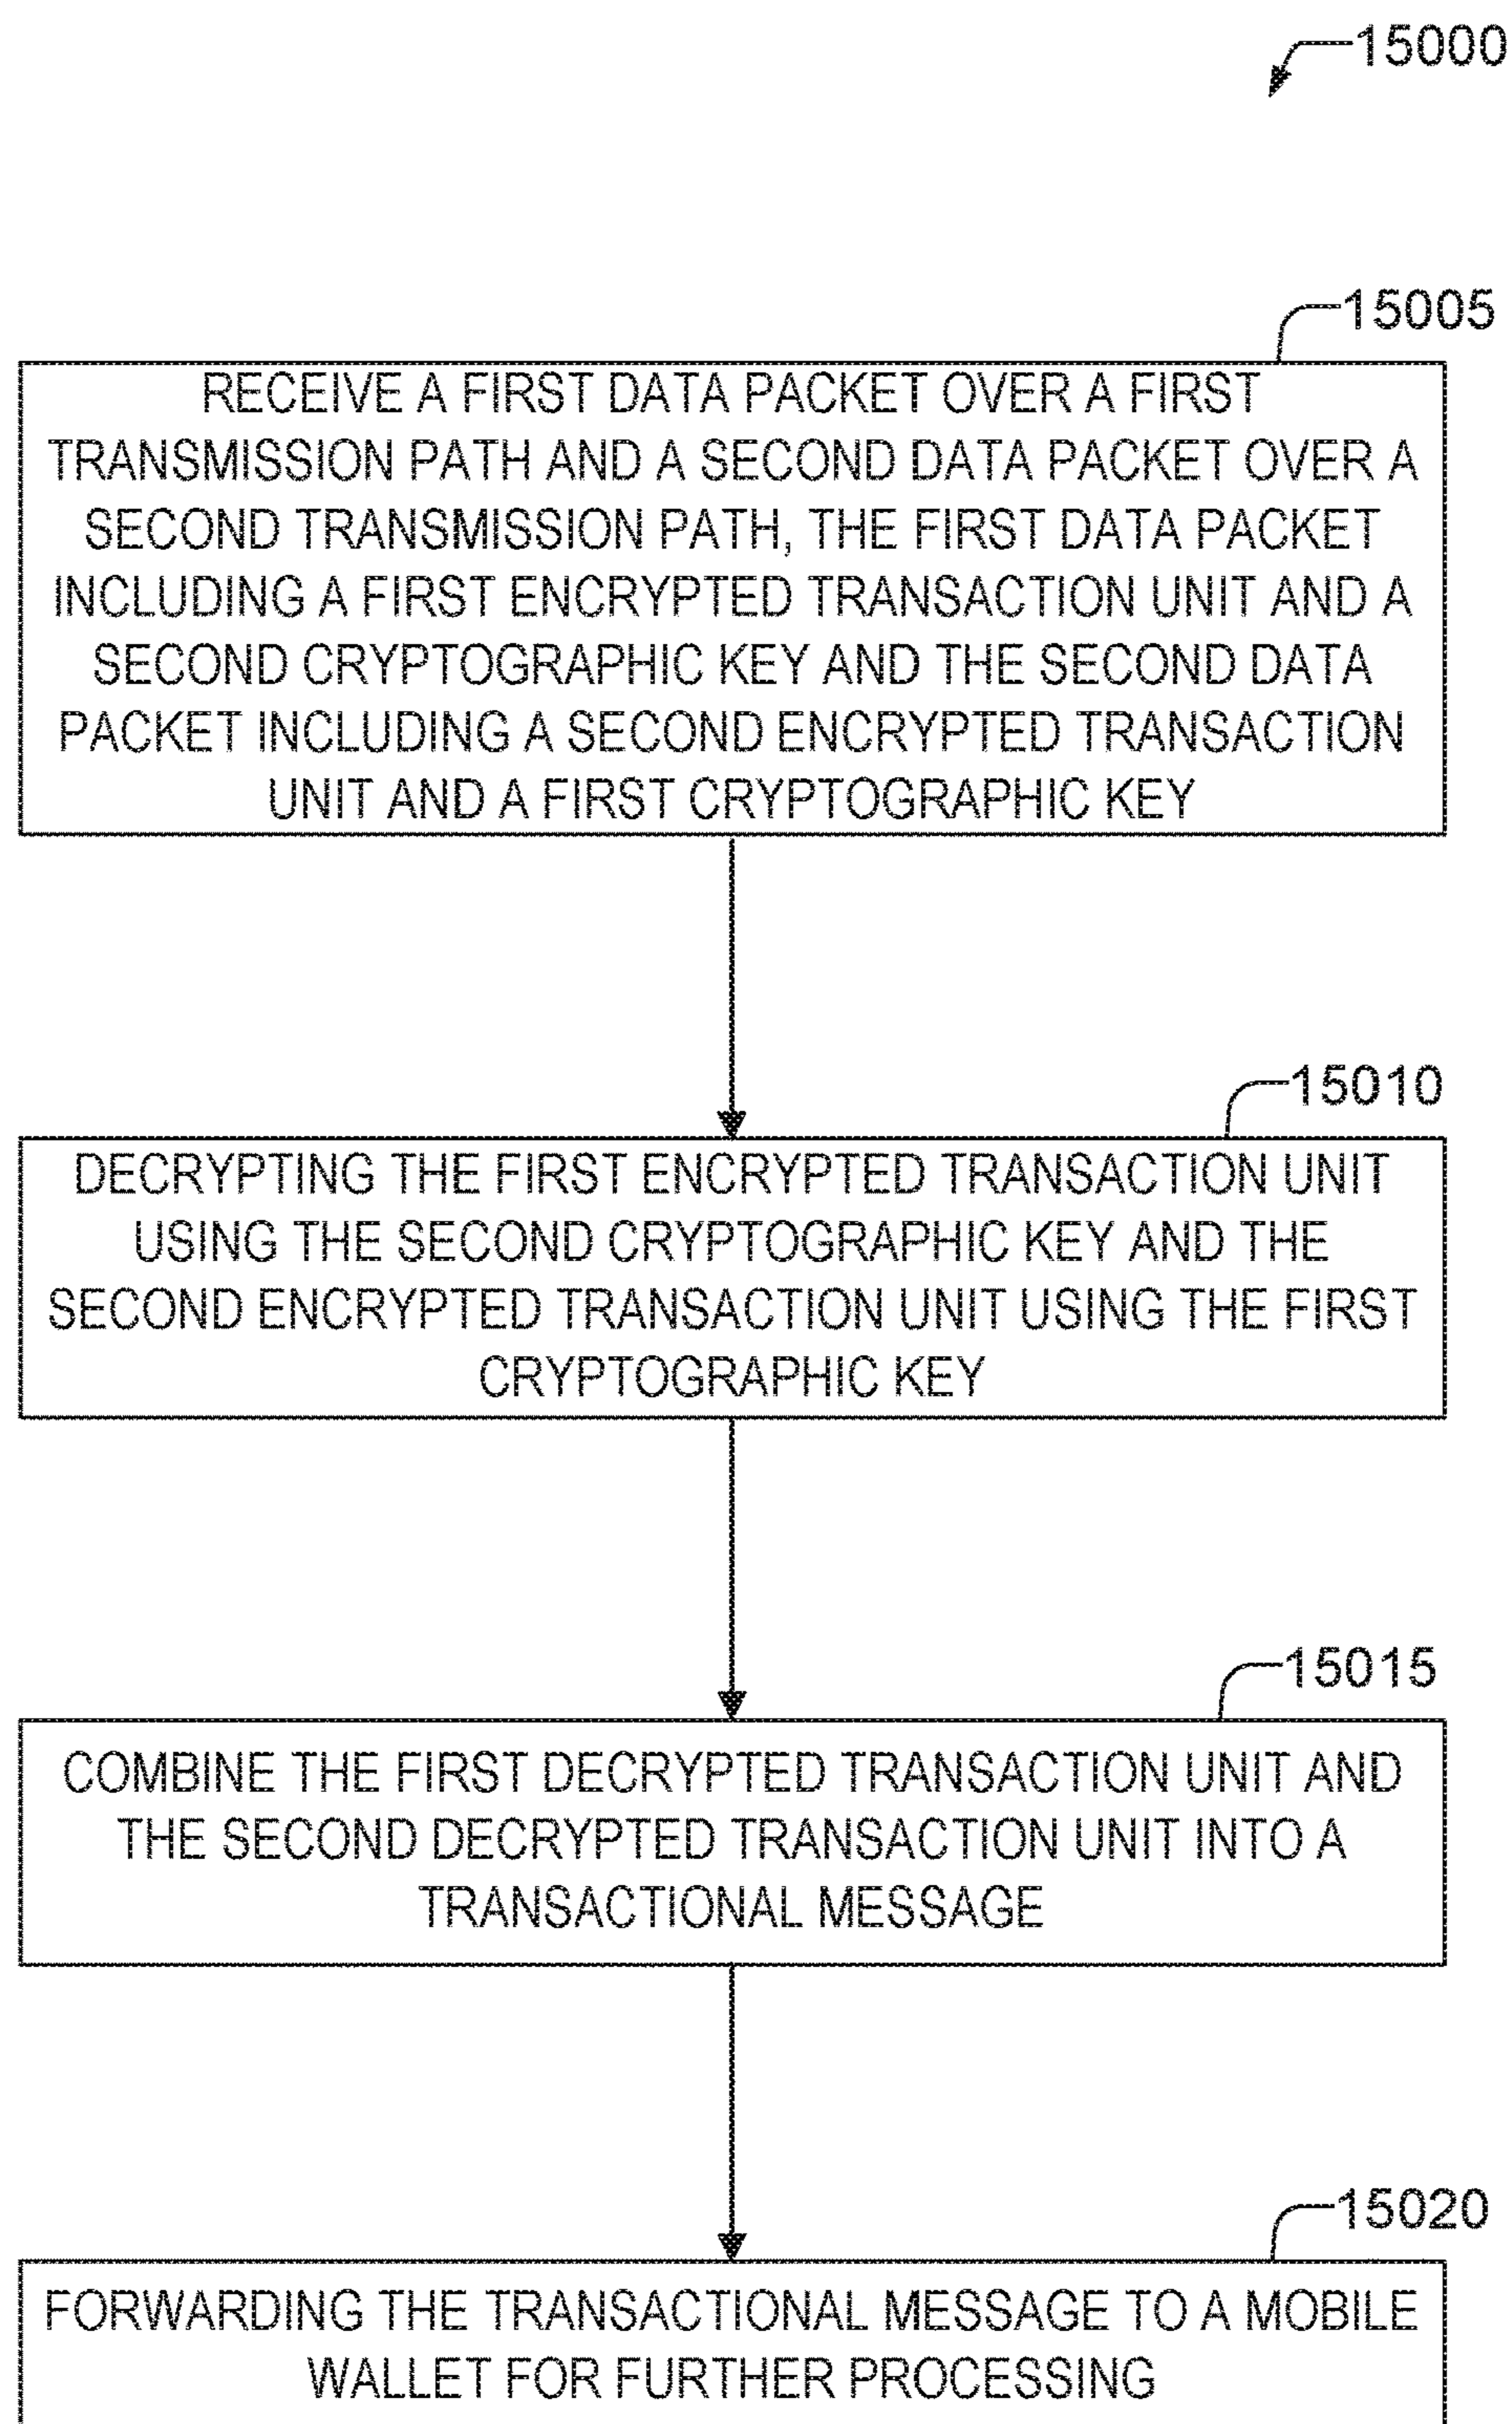 15000
15005
RECEIVE A FIRST DATA PACKET OVER A FIRST
TRANSMISSION PATH AND A SECOND DATA PACKET OVER A
SECOND TRANSMISSION PATH, THE FIRST DATA PACKET
INCLUDING A FIRST ENCRYPTED TRANSACTION UNIT AND A
SECOND CRYPTOGRAPHIC KEY AND THE SECOND DATA
PACKET INCLUDING A SECOND ENCRYPTED TRANSACTION
UNIT AND A FIRST CRYPTOGRAPHIC KEY
15010
DECRYPTING THE FIRST ENCRYPTED TRANSACTION UNIT
USING THE SECOND CRYPTOGRAPHIC KEY AND THE
SECOND ENCRYPTED TRANSACTION UNIT USING THE FIRST
CRYPTOGRAPHIC KEY
15015
COMBINE THE FIRST DECRYPTED TRANSACTION UNIT AND
THE SECOND DECRYPTED TRANSACTION UNIT INTO A
TRANSACTIONAL MESSAGE
15020
FORWARDING THE TRANSACTIONAL MESSAGE TO A MOBILE
WALLET FOR FURTHER PROCESSING